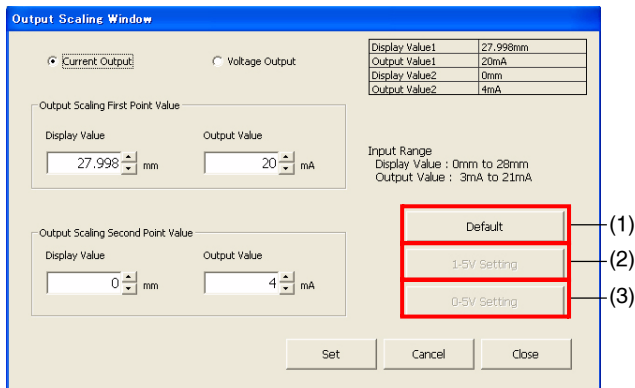 Output Scaling Window
Current Output
Voltage Output
Display Value1 27.998mm
Output Value1 20mA
Display Value2 0mm
Output Value2 4mA
Output Scaling First Point Value
Display Value
Output Value
27.998 mm
20 mA
Input Range
Display Value : 0mm to 28mm
Output Value : 3mA to 21mA
Output Scaling Second Point Value
Display Value
Output Value
0 mm
4 mA
Default
(1)
1-5V Setting
(2)
0-5V Setting
(3)
Set
Cancel
Close